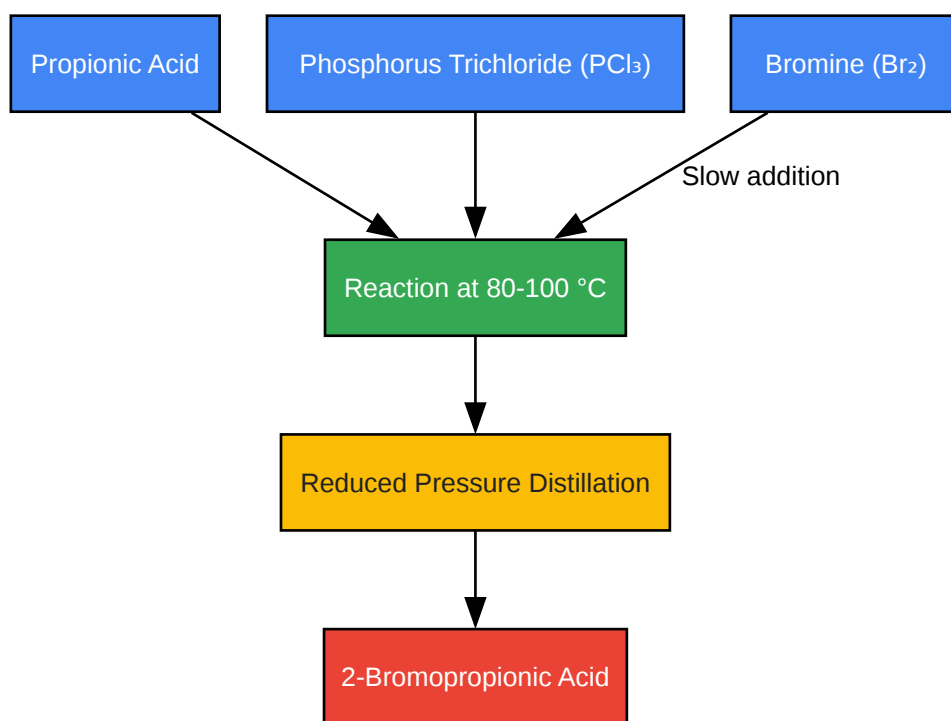 Propionic Acid
Phosphorus Trichloride (PCl₃)
Bromine (Br₂)
Slow addition
Reaction at 80-100 °C
Reduced Pressure Distillation
2-Bromopropionic Acid